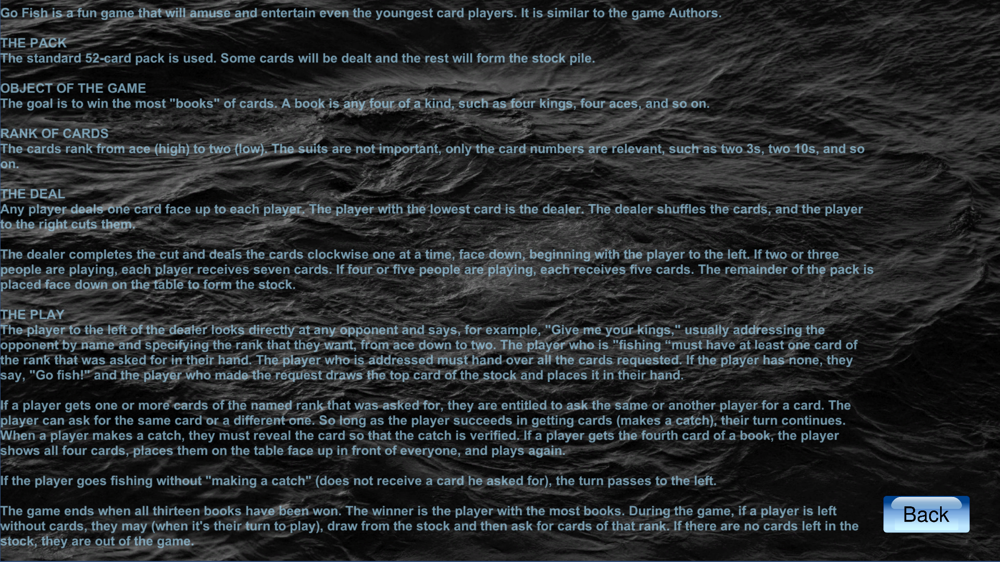 Go Fish is a fun game that will amuse and entertain even the youngest card players. It is similar to the game Authors.
THE PACK
The standard 52-card pack is used. Some cards will be dealt and the rest will form the stock pile.
OBJECT OF THE GAME
The goal is to win the most "books" of cards. A book is any four of a kind, such as four kings, four aces, and so on.
RANK OF CARDS
The cards rank from ace (high) to two (low). The suits are not important, only the card numbers are relevant, such as two 3s, two 10s, and so
on.
THE DEAL
Any player deals one card face up to each player. The player with the lowest card is the dealer. The dealer shuffles the cards, and the player
to the right cuts them.
The dealer completes the cut and deals the cards clockwise one at a time, face down, beginning with the player to the left. If two or three
people are playing, each player receives seven cards. If four or five people are playing, each receives five cards. The remainder of the pack is
placed face down on the table to form the stock.
THE PLAY
The player to the left of the dealer looks directly at any opponent and says, for example, "Give me your kings," usually addressing the
opponent by name and specifying the rank that they want, from ace down to two. The player who is "fishing “must have at least one card of
the rank that was asked for in their hand. The player who is addressed must hand over all the cards requested. If the player has none, they
say, "Go fish!" and the player who made the request draws the top card of the stock and places it in their hand.
If a player gets one or more cards of the named rank that was asked for, they are entitled to ask the same or another player for a card. The
player can ask for the same card or a different one. So long as the player succeeds in getting cards (makes a catch), their turn continues.
When a player makes a catch, they must reveal the card so that the catch is verified. If a player gets the fourth card of a book, the player
shows all four cards, places them on the table face up in front of everyone, and plays again.
If the player goes fishing without "making a catch" (does not receive a card he asked for), the turn passes to the left.
The game ends when all thirteen books have been won. The winner is the player with the most books. During the game, if a player is left
without cards, they may (when it's their turn to play), draw from the stock and then ask for cards of that rank. If there are no cards left in the
stock, they are out of the game.
Back